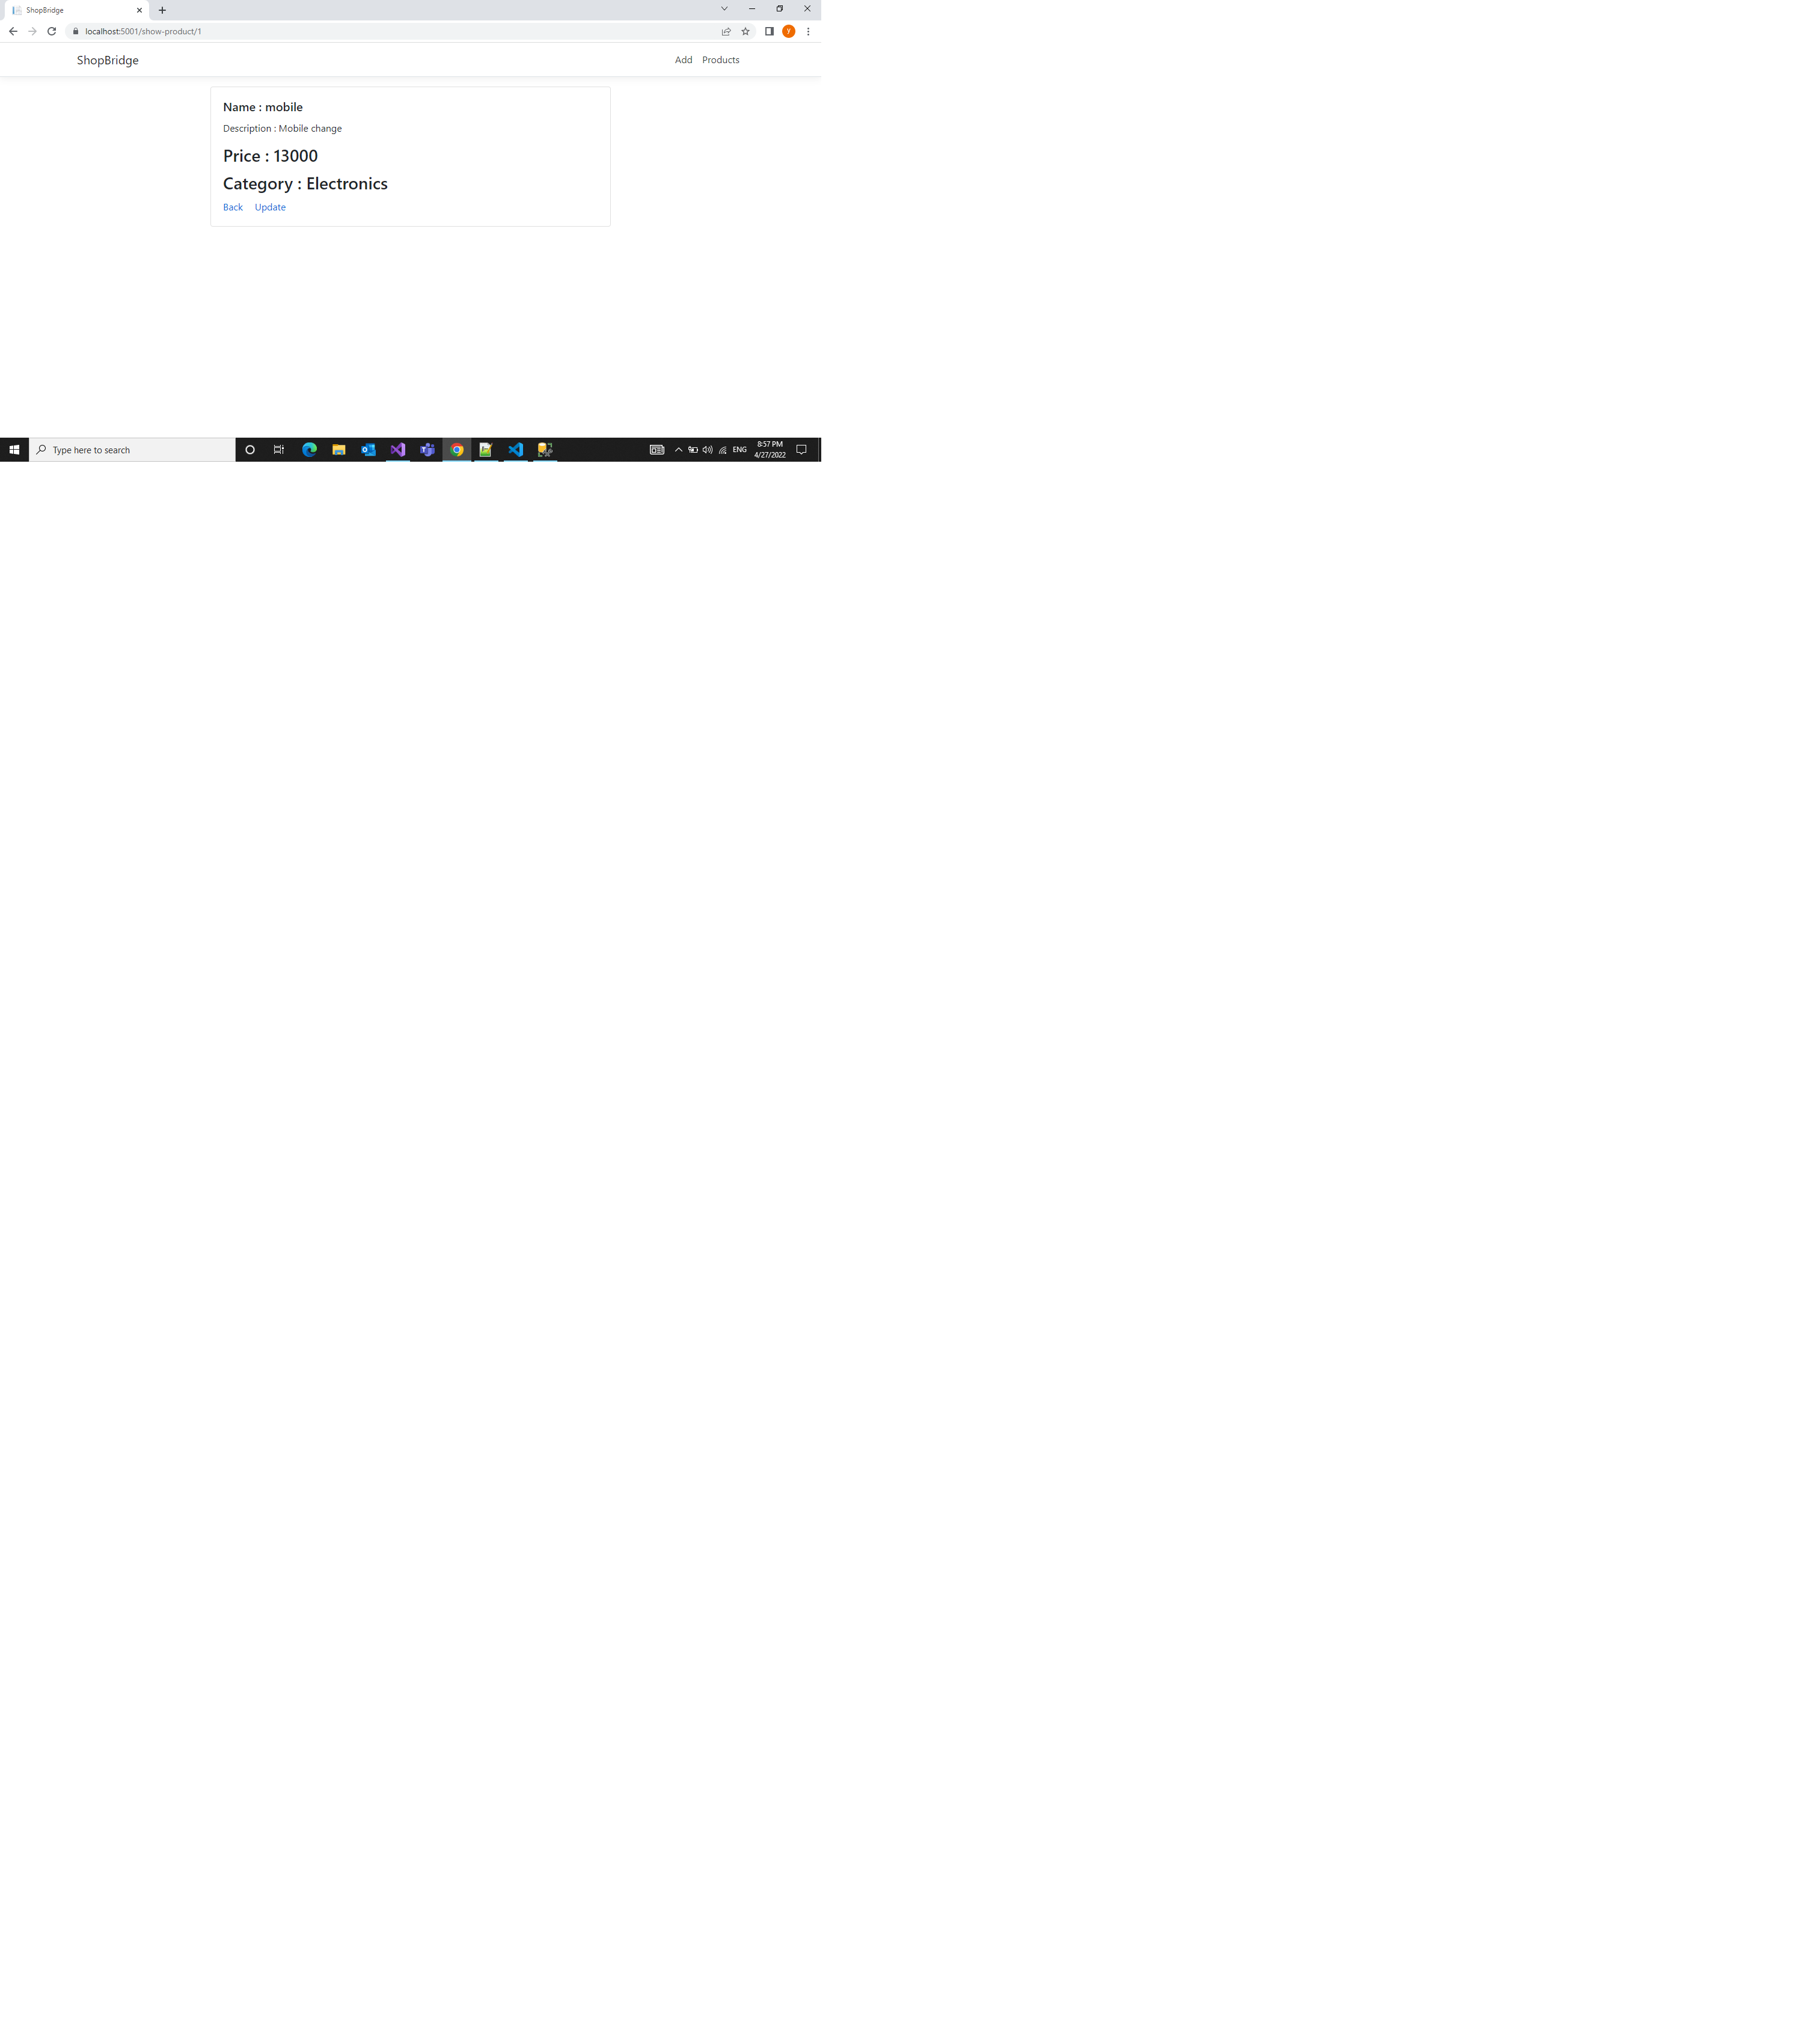 ShopBridge
localhost:5001/show-product/1
Y
ShopBridge
Add Products
Name : mobile
Description : Mobile change
Price : 13000
Category : Electronics
Back Update
Type here to search
ENG
8:57 PM
4/27/2022